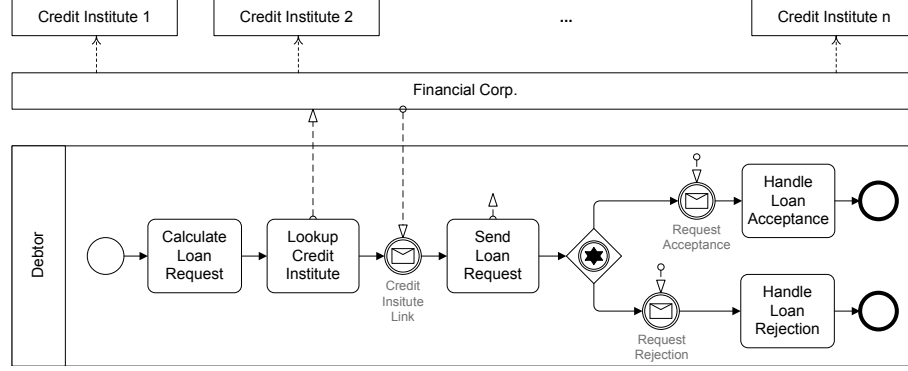 Credit Institute 1
Credit Institute 2
...
Credit Institute n
Financial Corp.
Debtor
Calculate
Loan
Request
Lookup
Credit
Institute
Credit
Insitute
Link
Send
Loan
Request
Request
Acceptance
Handle
Loan
Acceptance
Request
Rejection
Handle
Loan
Rejection